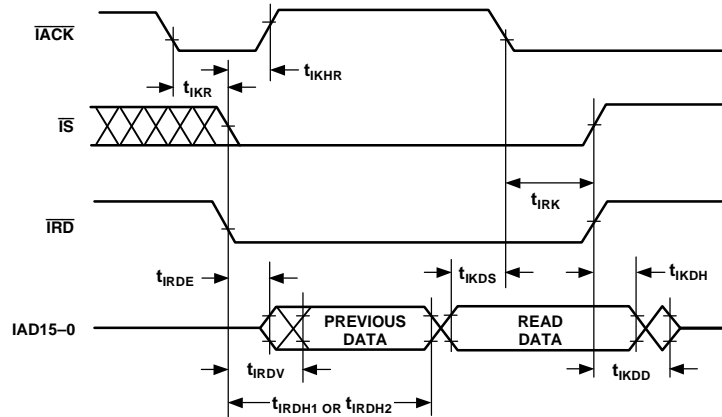 IACK
tIKHR
tIKR
IS
tIRK
IRD
tIRDE
tIKDS
tIKDH
IAD15–0
PREVIOUS
DATA
READ
DATA
tIRDV
tIKDD
tIRDH1 OR tIRDH2